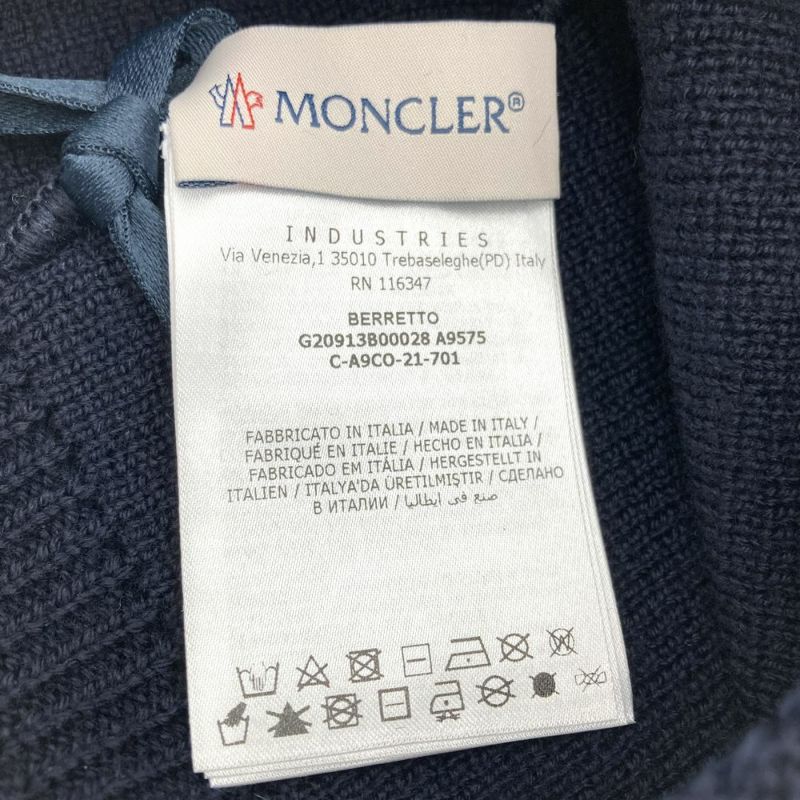 MONCLER®
INDUSTRIES
Via Venezia,1 35010 Trebaseleghe(PD) Italy
RN 116347
BERRETTO
G20913B00028 A9575
C-A9CO-21-701
FABBRICATO IN ITALIA / MADE IN ITALY /
FABRIQUÉ EN ITALIE / HECHO EN ITALIA /
FABRICADO EM ITÁLIA / HERGESTELLT IN
ITALIEN / ITALYA'DA ÜRETILMIŞTIR / СДЕЛАНО
В ИТАЛИИ / صنع في ايطاليا